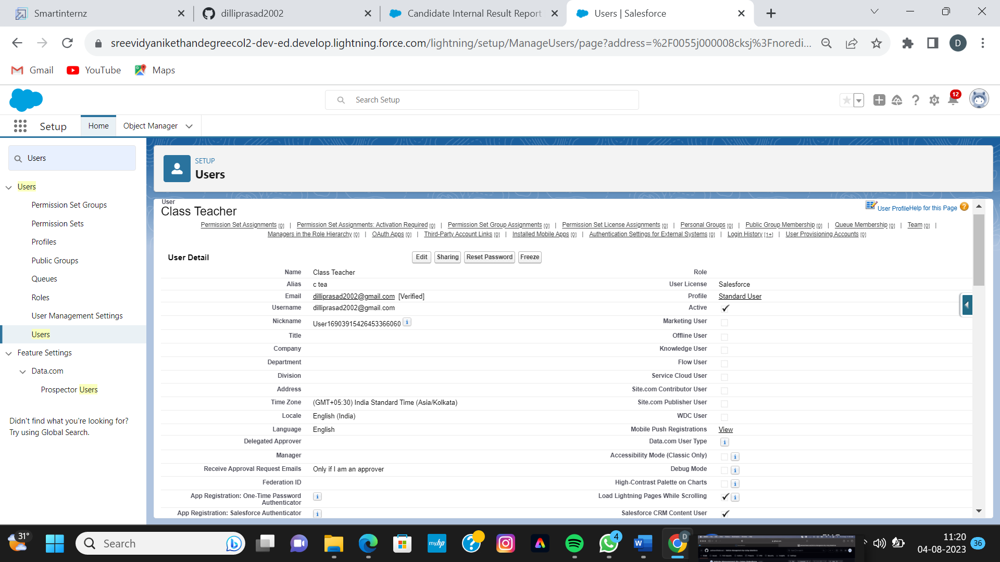 Smartinternz
dilliprasad2002
Candidate Internal Result Report
Users | Salesforce
sreevidyanikethandegreecol2-dev-ed.develop.lightning.force.com/lightning/setup/ManageUsers/page?address=%2F0055j000008cksj%3Fnoredi...
D
Gmail
YouTube
Maps
Search Setup
12
Setup
Home
Object Manager
Users
Users
Permission Set Groups
Permission Sets
Profiles
Public Groups
Queues
Roles
User Management Settings
Users
Feature Settings
Data.com
Prospector Users
Didn't find what you're looking for?
Try using Global Search.
SETUP
Users
User
Class Teacher
User Profile Help for this Page
Permission Set Assignments [0] | Permission Set Assignments: Activation Required [0] | Permission Set Group Assignments [0] | Permission Set License Assignments [0] | Personal Groups [0] | Public Group Membership [0] | Queue Membership [0] | Team [0] |
Managers in the Role Hierarchy [0] | OAuth Apps [0] | Third-Party Account Links [0] | Installed Mobile Apps [0] | Authentication Settings for External Systems [0] | Login History [1+] | User Provisioning Accounts [0]
User Detail
Edit Sharing Reset Password Freeze
Name Class Teacher Role
Alias c tea User License Salesforce
Email dilliprasad2002@gmail.com [Verified] Profile Standard User
Username dilliprasad2002@gmail.com Active
Nickname User16903915426453366060 i Marketing User
Title Offline User
Company Knowledge User
Department Flow User
Division Service Cloud User
Address Site.com Contributor User
Time Zone (GMT+05:30) India Standard Time (Asia/Kolkata) Site.com Publisher User
Locale English (India) WDC User
Language English Mobile Push Registrations View
Delegated Approver Data.com User Type i
Manager Accessibility Mode (Classic Only) i
Receive Approval Request Emails Only if I am an approver Debug Mode i
Federation ID High-Contrast Palette on Charts i
App Registration: One-Time Password Authenticator i Load Lightning Pages While Scrolling i
App Registration: Salesforce Authenticator i Salesforce CRM Content User
31°
Search
myhp
4
D
11:20
04-08-2023
36